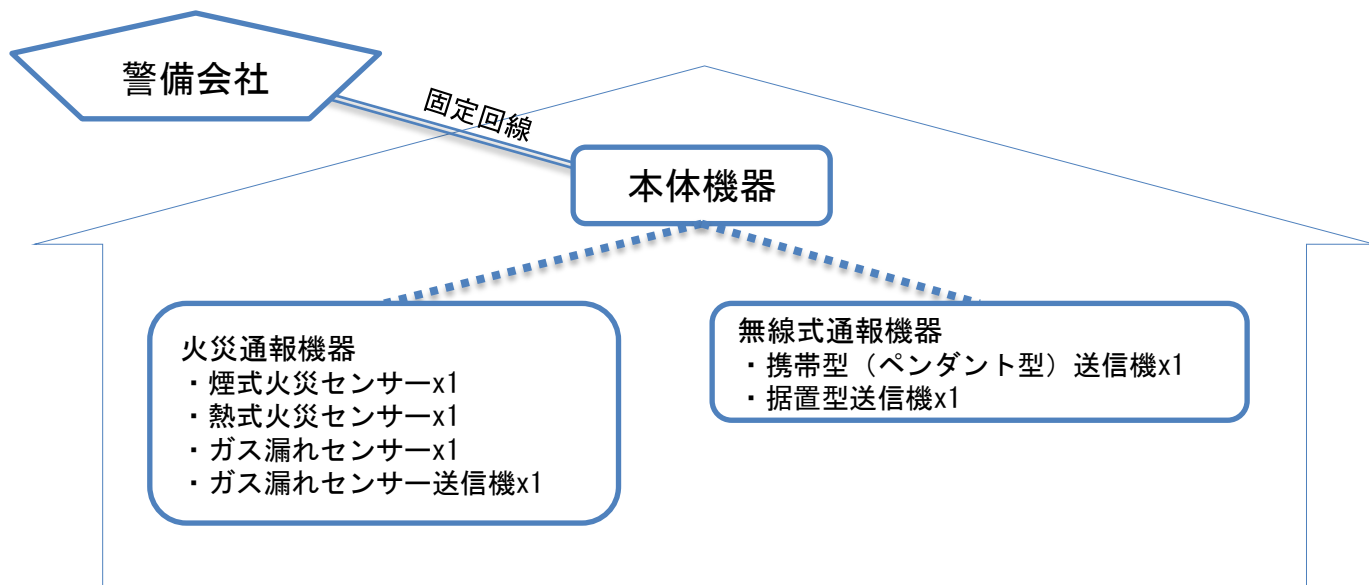 警備会社
固定回線
本体機器
火災通報機器
・煙式火災センサーx1
・熱式火災センサーx1
・ガス漏れセンサーx1
・ガス漏れセンサー送信機x1
無線式通報機器
・携帯型（ペンダント型）送信機x1
・据置型送信機x1